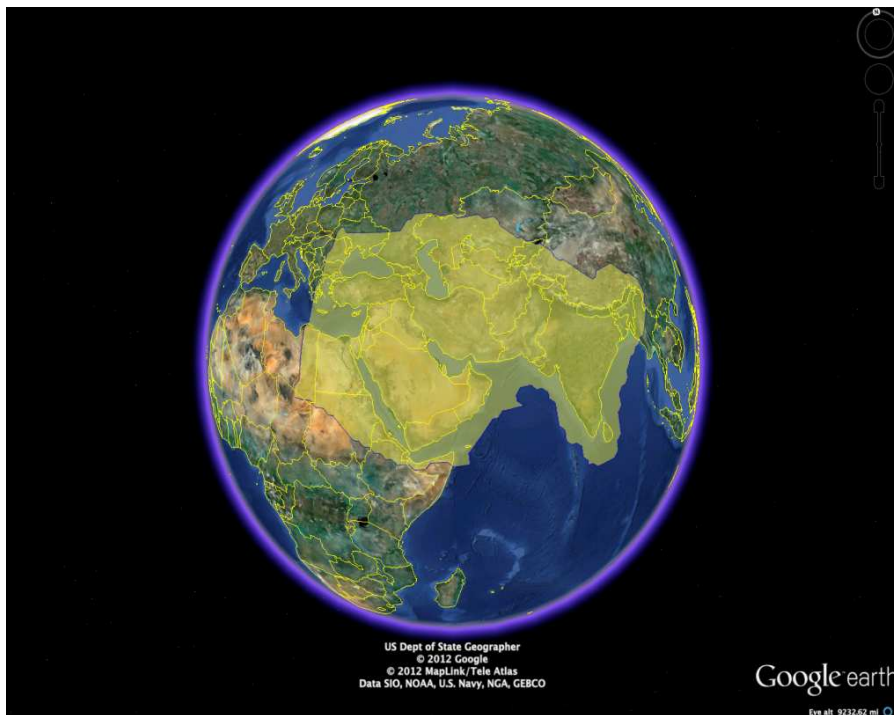 N
US Dept of State Geographer
© 2012 Google
© 2012 MapLink/Tele Atlas
Data SIO, NOAA, U.S. Navy, NGA, GEBCO
Google earth
Eye alt 9232.62 mi